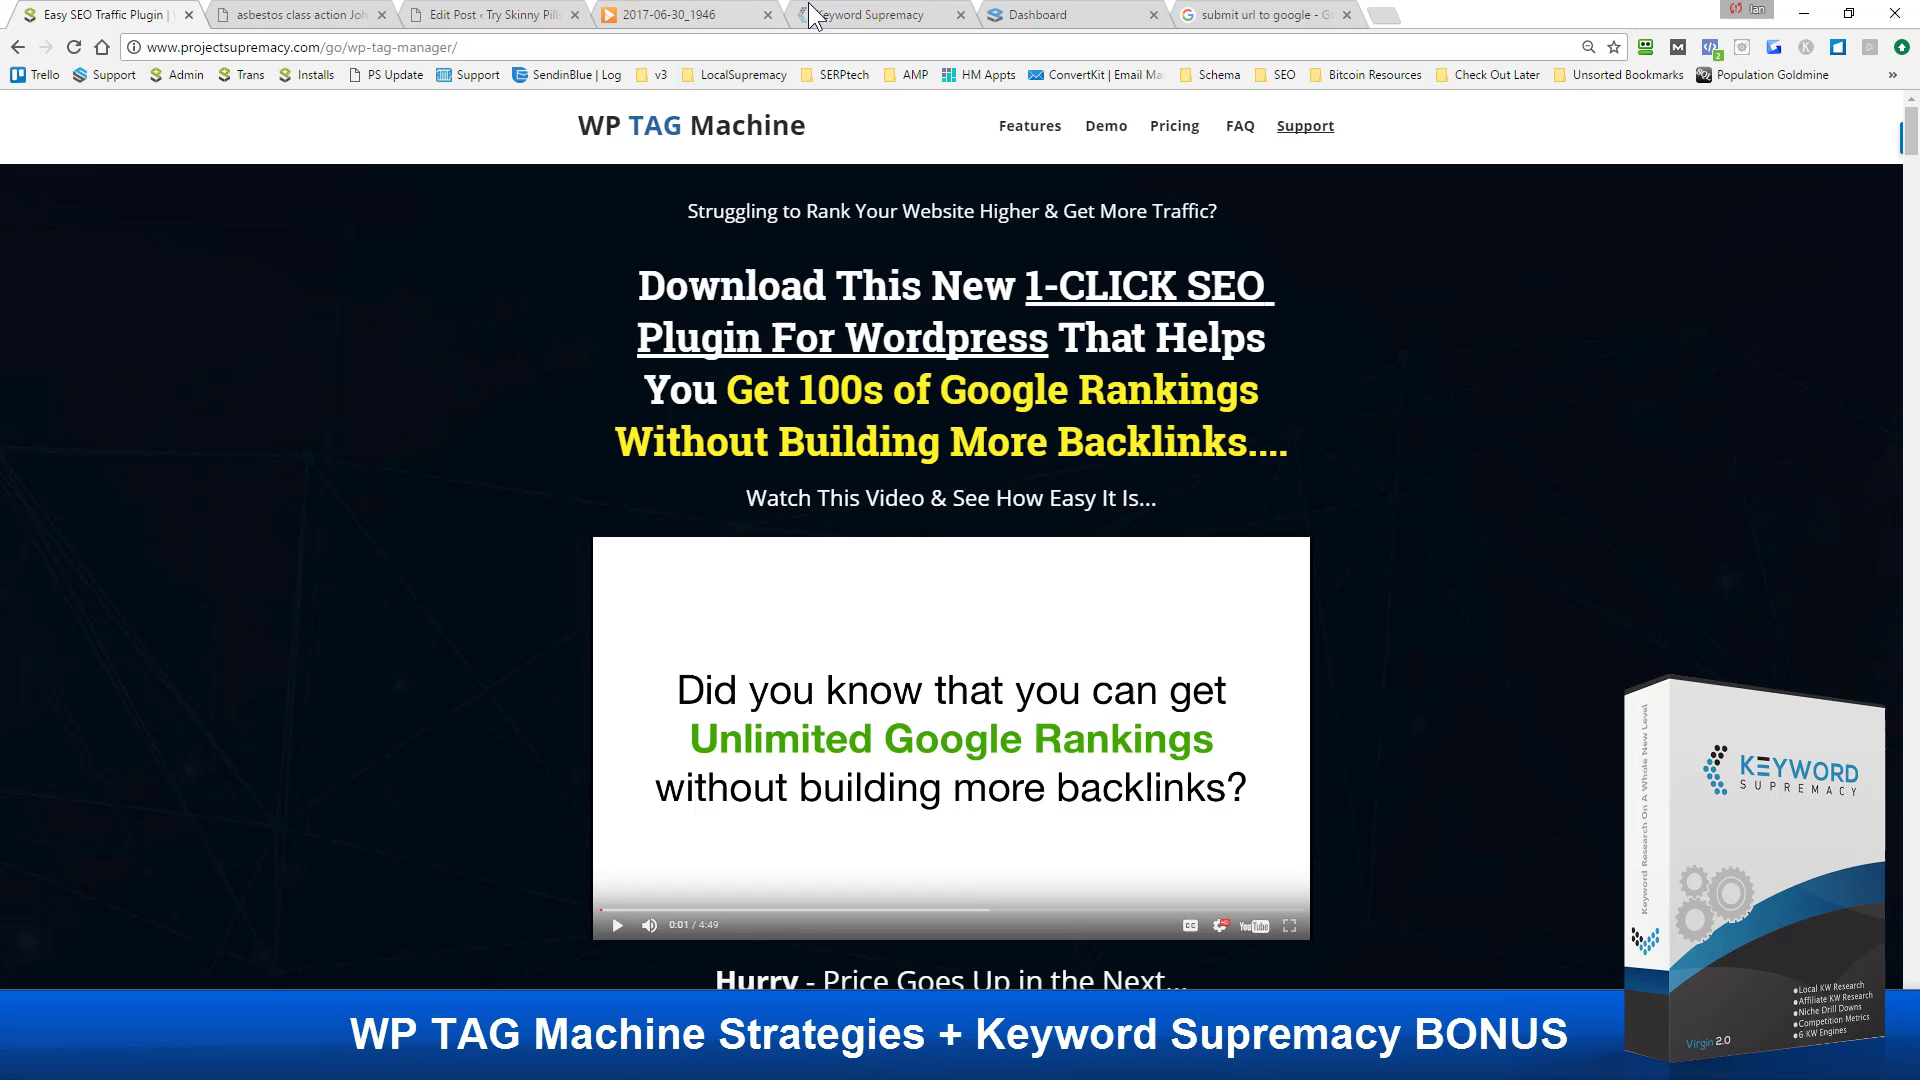 Easy SEO Traffic Plugin |
asbestos class action Joh
Edit Post ‹ Try Skinny Pill
2017-06-30_1946
Keyword Supremacy
Dashboard
submit url to google - Go
Ian
www.projectsupremacy.com/go/wp-tag-manager/
Trello
Support
Admin
Trans
Installs
PS Update
Support
SendinBlue | Log
v3
LocalSupremacy
SERPtech
AMP
HM Appts
ConvertKit | Email Ma
Schema
SEO
Bitcoin Resources
Check Out Later
Unsorted Bookmarks
Population Goldmine
»
WP TAG Machine
Features
Demo
Pricing
FAQ
Support
Struggling to Rank Your Website Higher & Get More Traffic?
Download This New 1-CLICK SEO
Plugin For Wordpress That Helps
You Get 100s of Google Rankings
Without Building More Backlinks....
Watch This Video & See How Easy It Is...
Did you know that you can get
Unlimited Google Rankings
without building more backlinks?
0:01 / 4:49
CC
HD
YouTube
Hurry - Price Goes Up in the Next...
Keyword Research On A Whole New Level
KEYWORD
SUPREMACY
Local KW Research
Affiliate KW Research
Niche Drill Downs
Competition Metrics
6 KW Engines
Virgin 2.0
WP TAG Machine Strategies + Keyword Supremacy BONUS